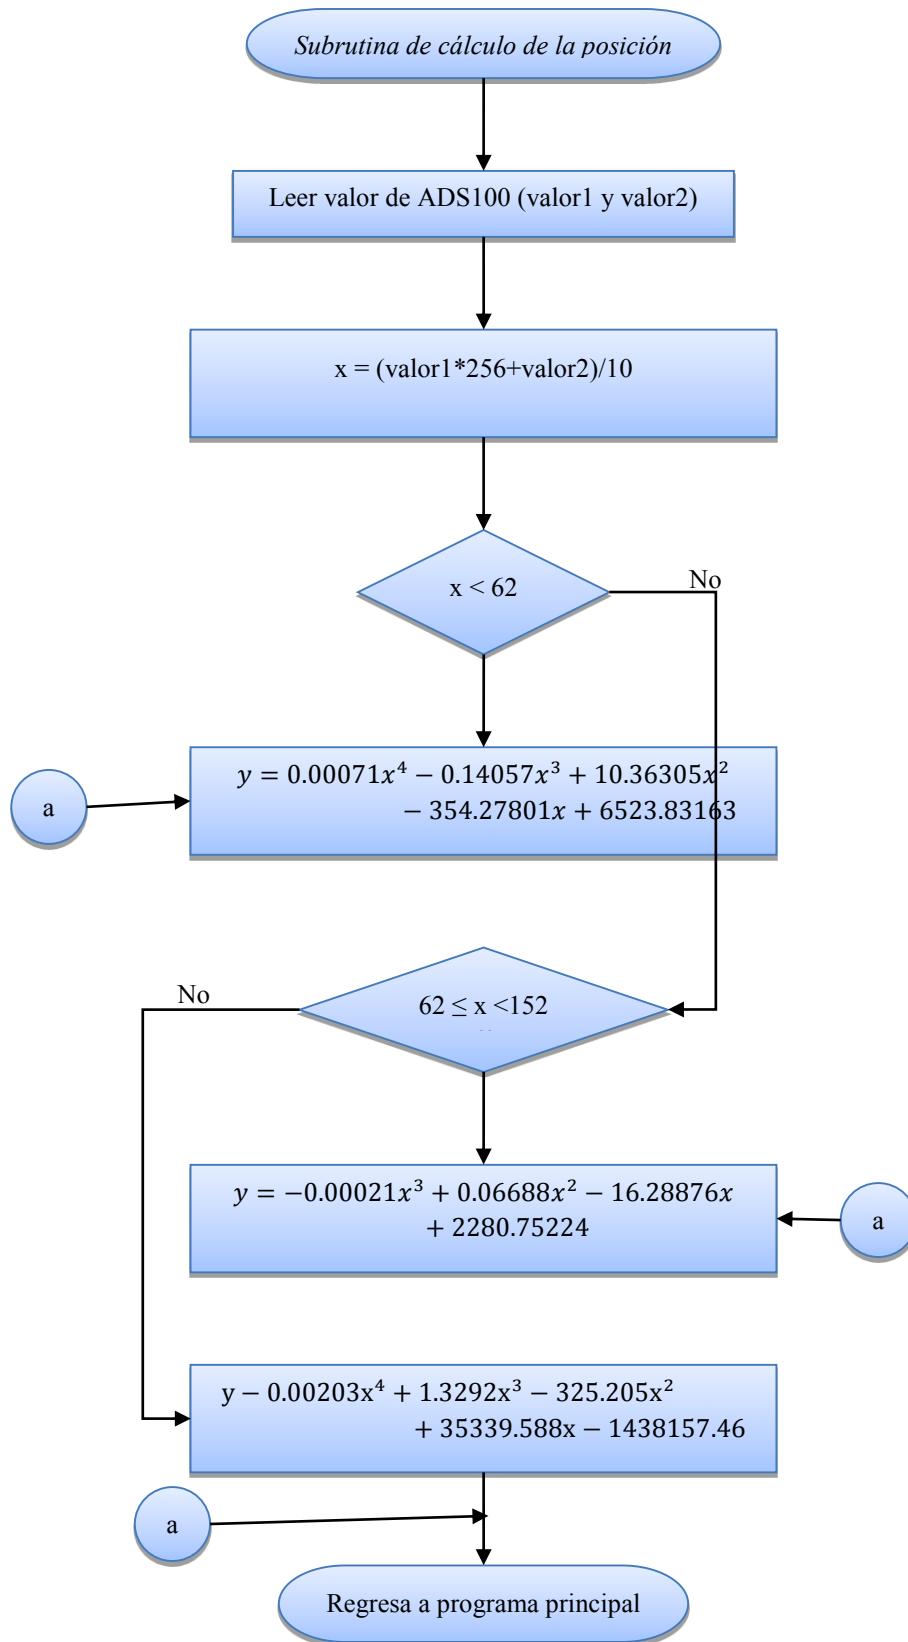 Subrutina de cálculo de la posición
Leer valor de ADS100 (valor1 y valor2)
x = (valor1*256+valor2)/10
x < 62
No
y = 0.00071x⁴ − 0.14057x³ + 10.36305x²
− 354.27801x + 6523.83163
a
No
62 ≤ x <152
y = −0.00021x³ + 0.06688x² − 16.28876x
+ 2280.75224
a
y − 0.00203x⁴ + 1.3292x³ − 325.205x²
+ 35339.588x − 1438157.46
a
Regresa a programa principal